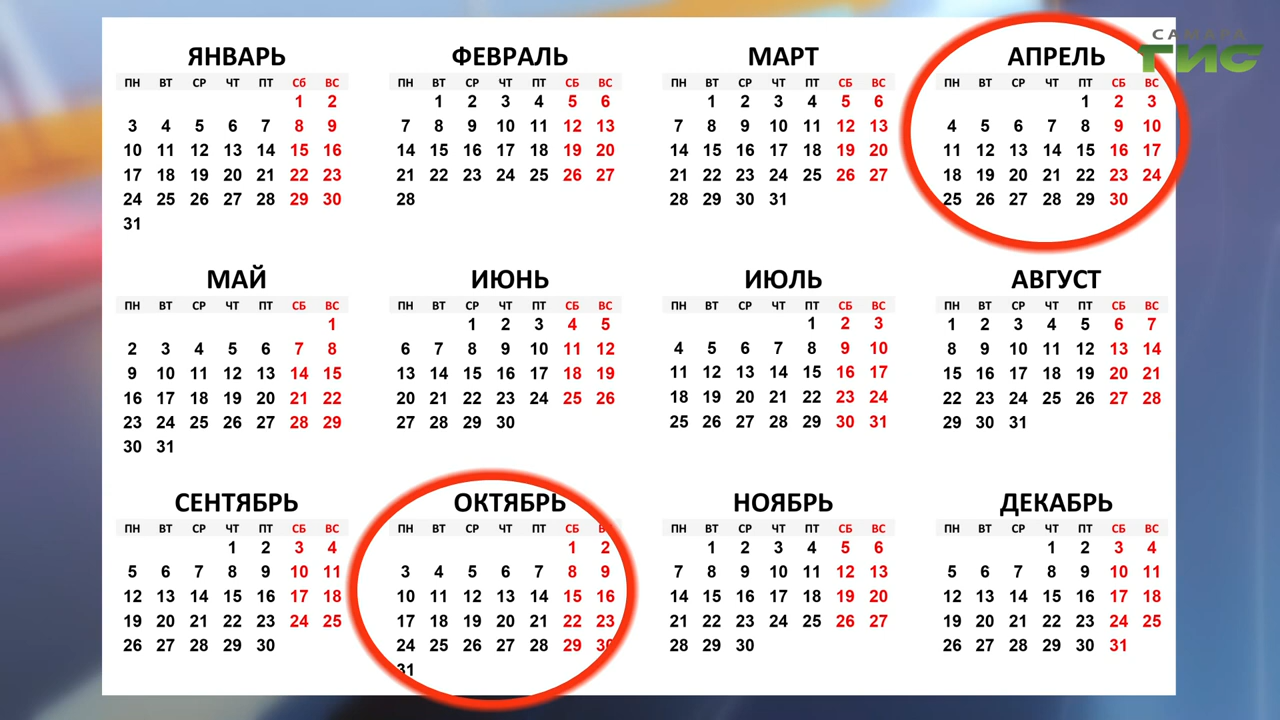 САМАРА
ГИС
ЯНВАРЬ
ПН ВТ СР ЧТ ПТ Сб ВС
1 2
3 4 5 6 7 8 9
10 11 12 13 14 15 16
17 18 19 20 21 22 23
24 25 26 27 28 29 30
31
ФЕВРАЛЬ
ПН ВТ СР ЧТ ПТ СБ ВС
1 2 3 4 5 6
7 8 9 10 11 12 13
14 15 16 17 18 19 20
21 22 23 24 25 26 27
28
МАРТ
ПН ВТ СР ЧТ ПТ СБ ВС
1 2 3 4 5 6
7 8 9 10 11 12 13
14 15 16 17 18 19 20
21 22 23 24 25 26 27
28 29 30 31
АПРЕЛЬ
ПН ВТ СР ЧТ ПТ СБ ВС
1 2 3
4 5 6 7 8 9 10
11 12 13 14 15 16 17
18 19 20 21 22 23 24
25 26 27 28 29 30
МАЙ
ПН ВТ СР ЧТ ПТ СБ ВС
1
2 3 4 5 6 7 8
9 10 11 12 13 14 15
16 17 18 19 20 21 22
23 24 25 26 27 28 29
30 31
ИЮНЬ
ПН ВТ СР ЧТ ПТ СБ ВС
1 2 3 4 5
6 7 8 9 10 11 12
13 14 15 16 17 18 19
20 21 22 23 24 25 26
27 28 29 30
ИЮЛЬ
ПН ВТ СР ЧТ ПТ СБ ВС
1 2 3
4 5 6 7 8 9 10
11 12 13 14 15 16 17
18 19 20 21 22 23 24
25 26 27 28 29 30 31
АВГУСТ
ПН ВТ СР ЧТ ПТ СБ ВС
1 2 3 4 5 6 7
8 9 10 11 12 13 14
15 16 17 18 19 20 21
22 23 24 25 26 27 28
29 30 31
СЕНТЯБРЬ
ПН ВТ СР ЧТ ПТ СБ ВС
1 2 3 4
5 6 7 8 9 10 11
12 13 14 15 16 17 18
19 20 21 22 23 24 25
26 27 28 29 30
ОКТЯБРЬ
ПН ВТ СР ЧТ ПТ СБ ВС
1 2
3 4 5 6 7 8 9
10 11 12 13 14 15 16
17 18 19 20 21 22 23
24 25 26 27 28 29 30
31
НОЯБРЬ
ПН ВТ СР ЧТ ПТ СБ ВС
1 2 3 4 5 6
7 8 9 10 11 12 13
14 15 16 17 18 19 20
21 22 23 24 25 26 27
28 29 30
ДЕКАБРЬ
ПН ВТ СР ЧТ ПТ СБ ВС
1 2 3 4
5 6 7 8 9 10 11
12 13 14 15 16 17 18
19 20 21 22 23 24 25
26 27 28 29 30 31